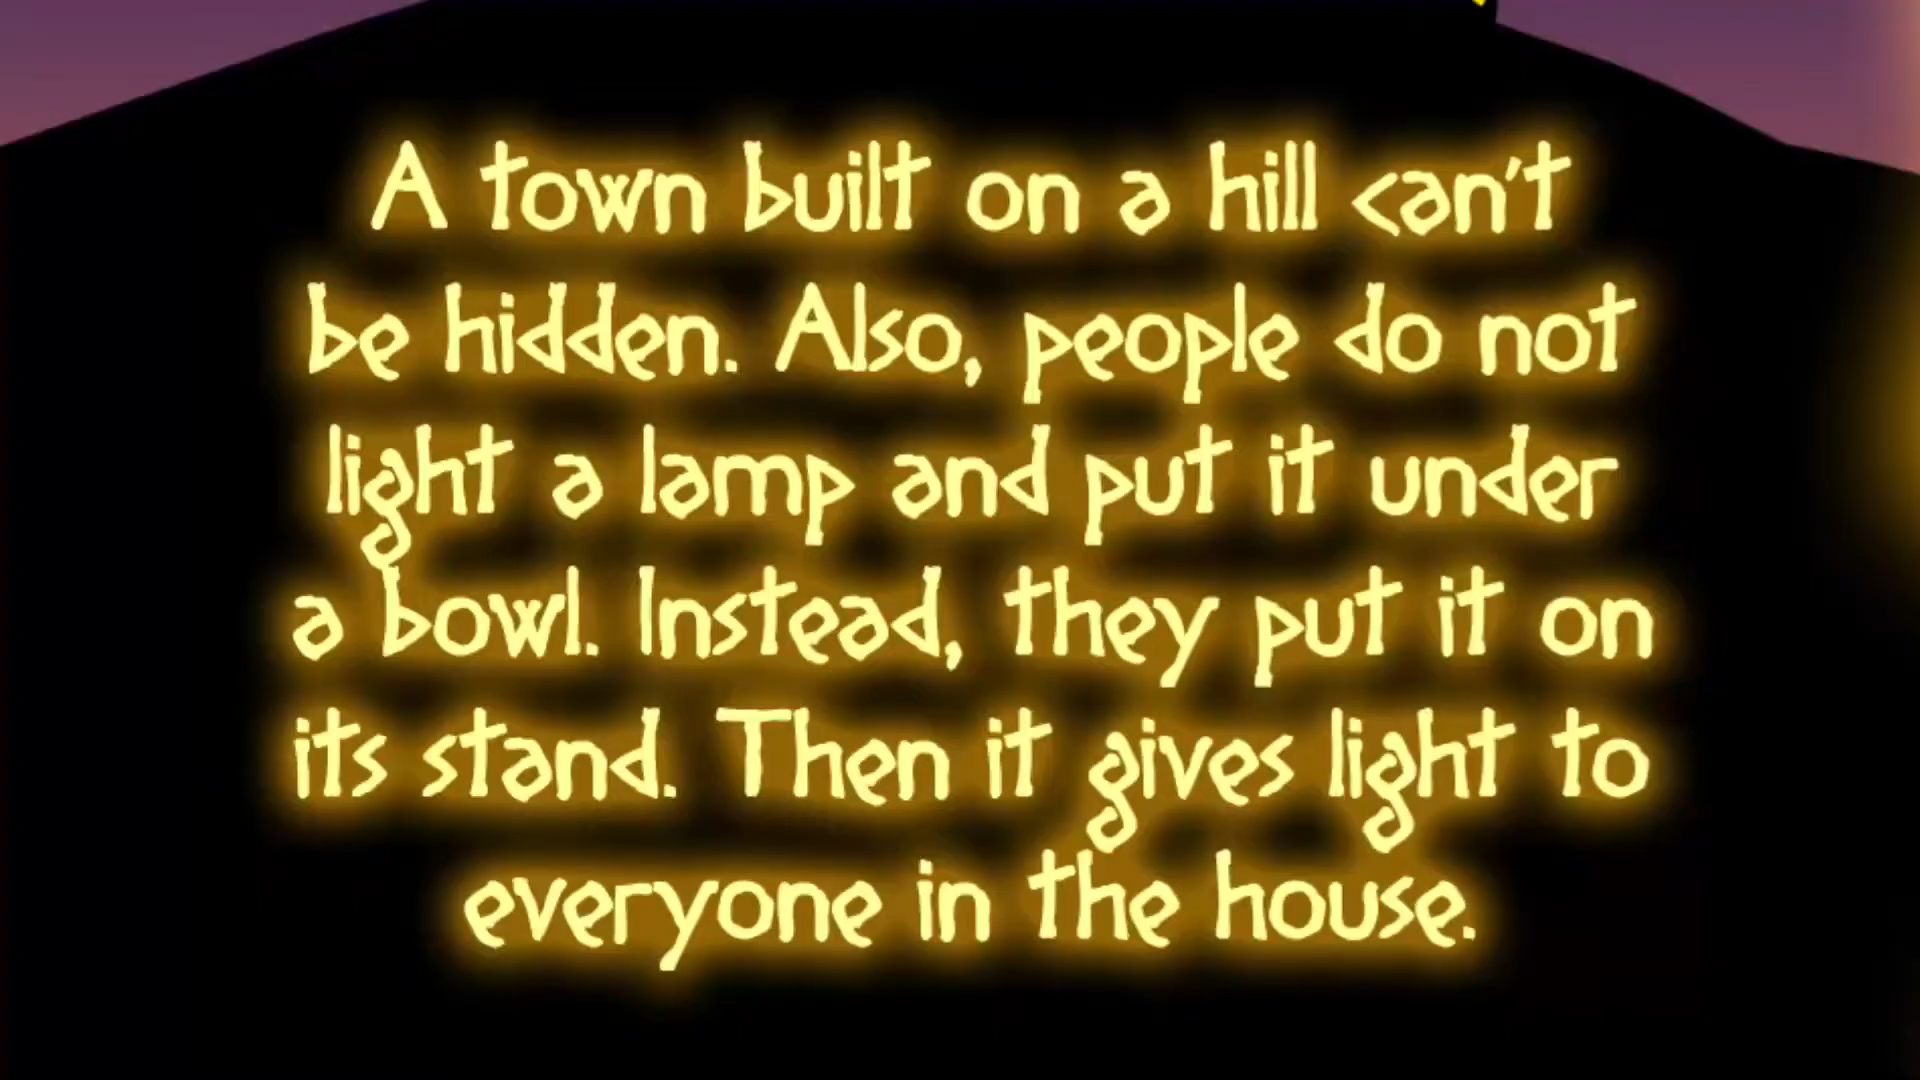 A town built on a hill can't
be hidden. Also, people do not
light a lamp and put it under
a bowl. Instead, they put it on
its stand. Then it gives light to
everyone in the house.